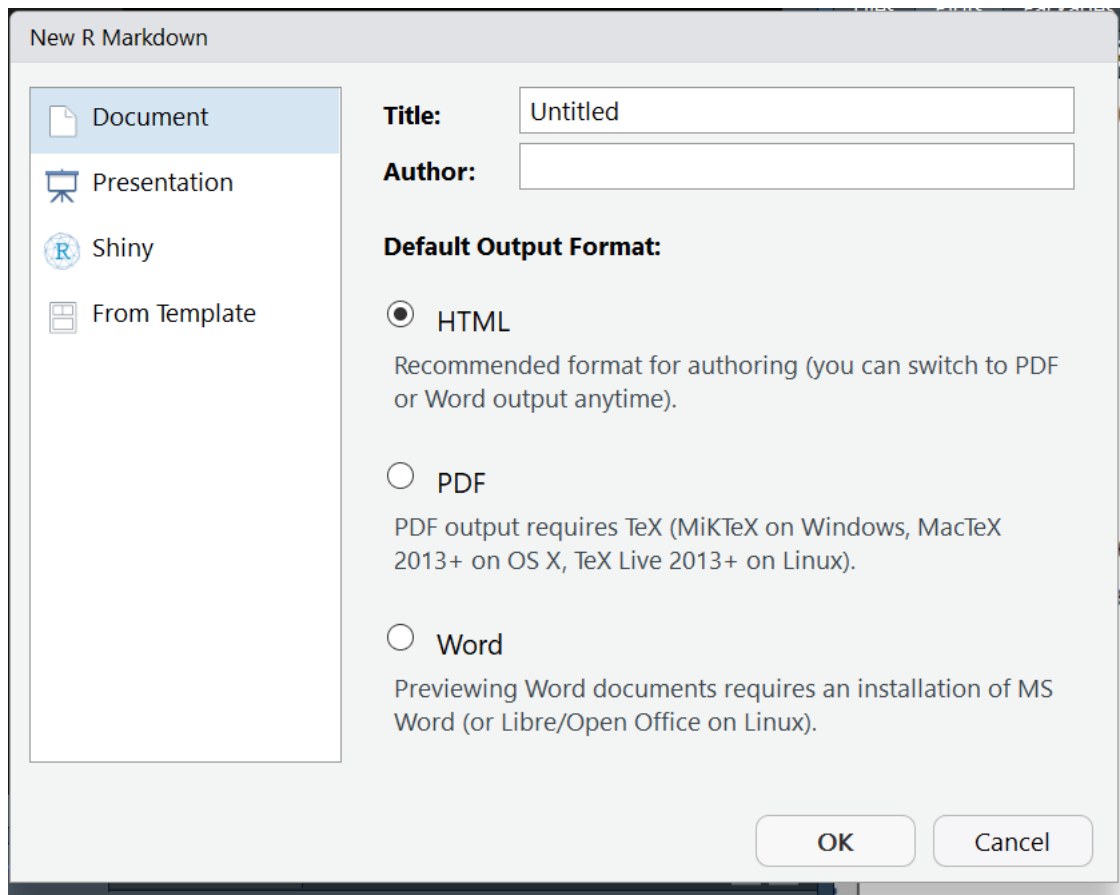 New R Markdown
Document
Presentation
R Shiny
From Template
Title: Untitled
Author:
Default Output Format:
HTML
Recommended format for authoring (you can switch to PDF
or Word output anytime).
PDF
PDF output requires TeX (MiKTeX on Windows, MacTeX
2013+ on OS X, TeX Live 2013+ on Linux).
Word
Previewing Word documents requires an installation of MS
Word (or Libre/Open Office on Linux).
OK Cancel